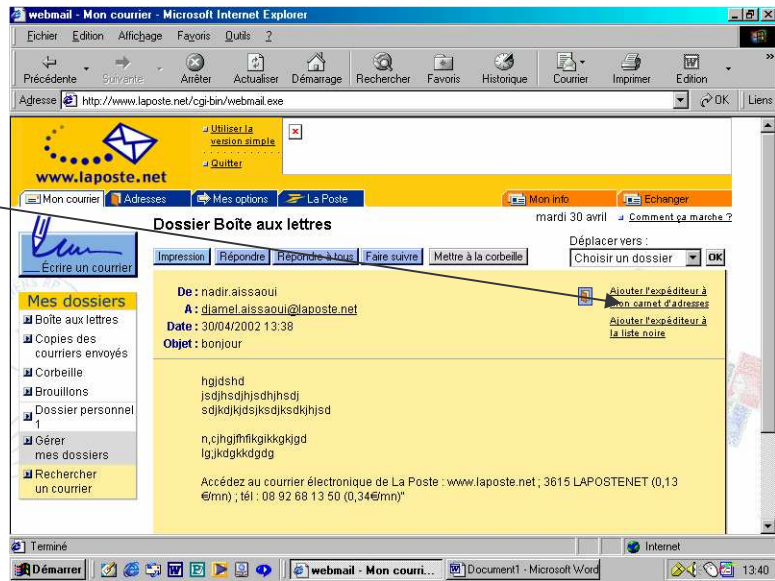 webmail - Mon courrier - Microsoft Internet Explorer
Fichier Edition Affichage Favoris Outils ?
Précédente Suivante Arrêter Actualiser Démarrage Rechercher Favoris Historique Courrier Imprimer Edition »
Adresse http://www.laposte.net/cgi-bin/webmail.exe OK Liens
Utiliser la
version simple
Quitter
www.laposte.net
Mon courrier Adresses Mes options La Poste Mon info Echanger
mardi 30 avril Comment ça marche ?
Dossier Boîte aux lettres
Écrire un courrier
Déplacer vers :
Impression Répondre Répondre à tous Faire suivre Mettre à la corbeille Choisir un dossier OK
Mes dossiers
Boîte aux lettres
Copies des
courriers envoyés
Corbeille
Brouillons
Dossier personnel
1
Gérer
mes dossiers
Rechercher
un courrier
De : nadir.aissaoui
A : djamel.aissaoui@laposte.net
Date : 30/04/2002 13:38
Objet : bonjour
Ajouter l'expéditeur à
mon carnet d'adresses
Ajouter l'expéditeur à
la liste noire
hgjdshd
jsdjhsdjhjsdhjhsdj
sdjkdjkjdsjksdjksdkjhjsd
n,cjhgjfhfikgikkgkjgd
lg;jkdgkkdgdg
Accédez au courrier électronique de La Poste : www.laposte.net ; 3615 LAPOSTENET (0,13
€/mn) ; tél : 08 92 68 13 50 (0,34€/mn)"
Terminé Internet
Démarrer webmail - Mon courri... Document1 - Microsoft Word 13:40